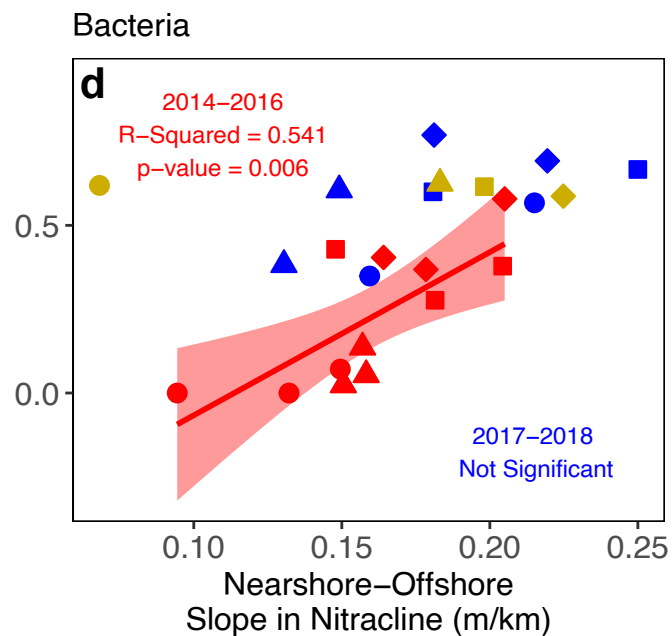 Bacteria
d
2014–2016
R–Squared = 0.541
p–value = 0.006
0.5
0.0
2017–2018
Not Significant
0.10 0.15 0.20 0.25
Nearshore–Offshore
Slope in Nitracline (m/km)